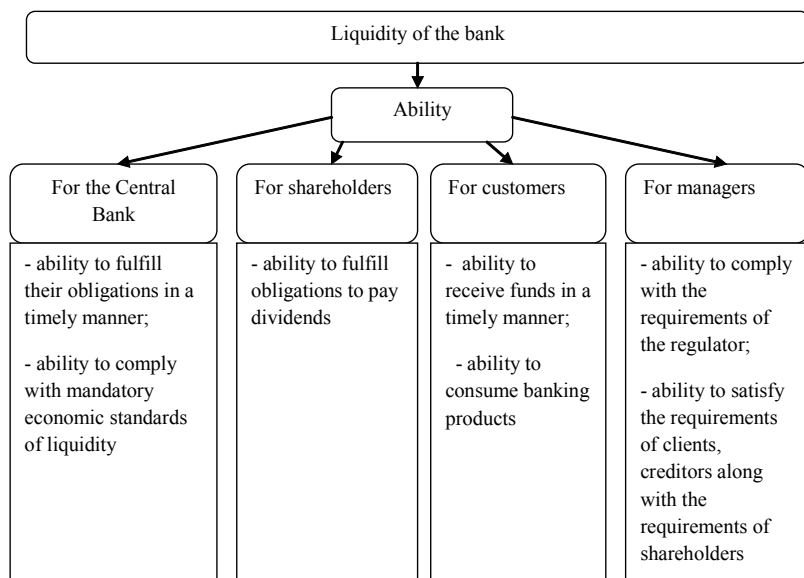 Liquidity of the bank
Ability
For the Central
Bank
- ability to fulfill
their obligations in a
timely manner;
- ability to comply
with mandatory
economic standards
of liquidity
For shareholders
- ability to fulfill
obligations to pay
dividends
For customers
- ability to
receive funds in a
timely manner;
- ability to
consume banking
products
For managers
- ability to comply
with the
requirements of
the regulator;
- ability to satisfy
the requirements
of clients,
creditors along
with the
requirements of
shareholders